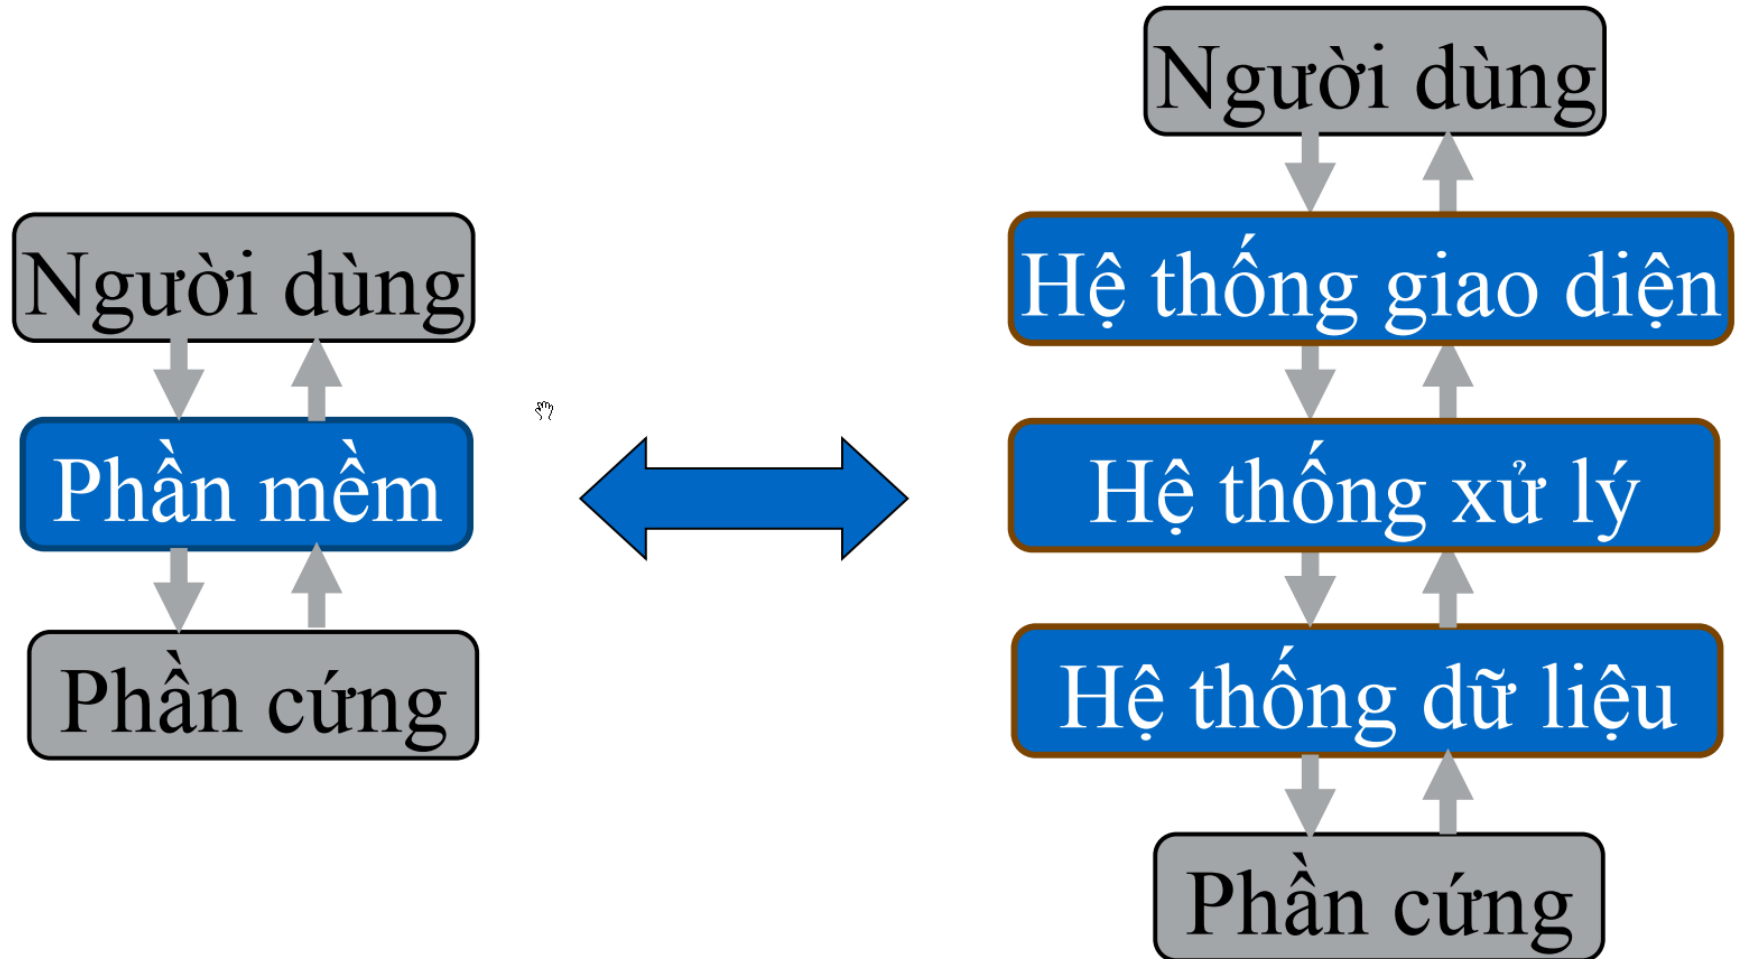 Người dùng
Phần mềm
Phần cứng
Người dùng
Hệ thống giao diện
Hệ thống xử lý
Hệ thống dữ liệu
Phần cứng